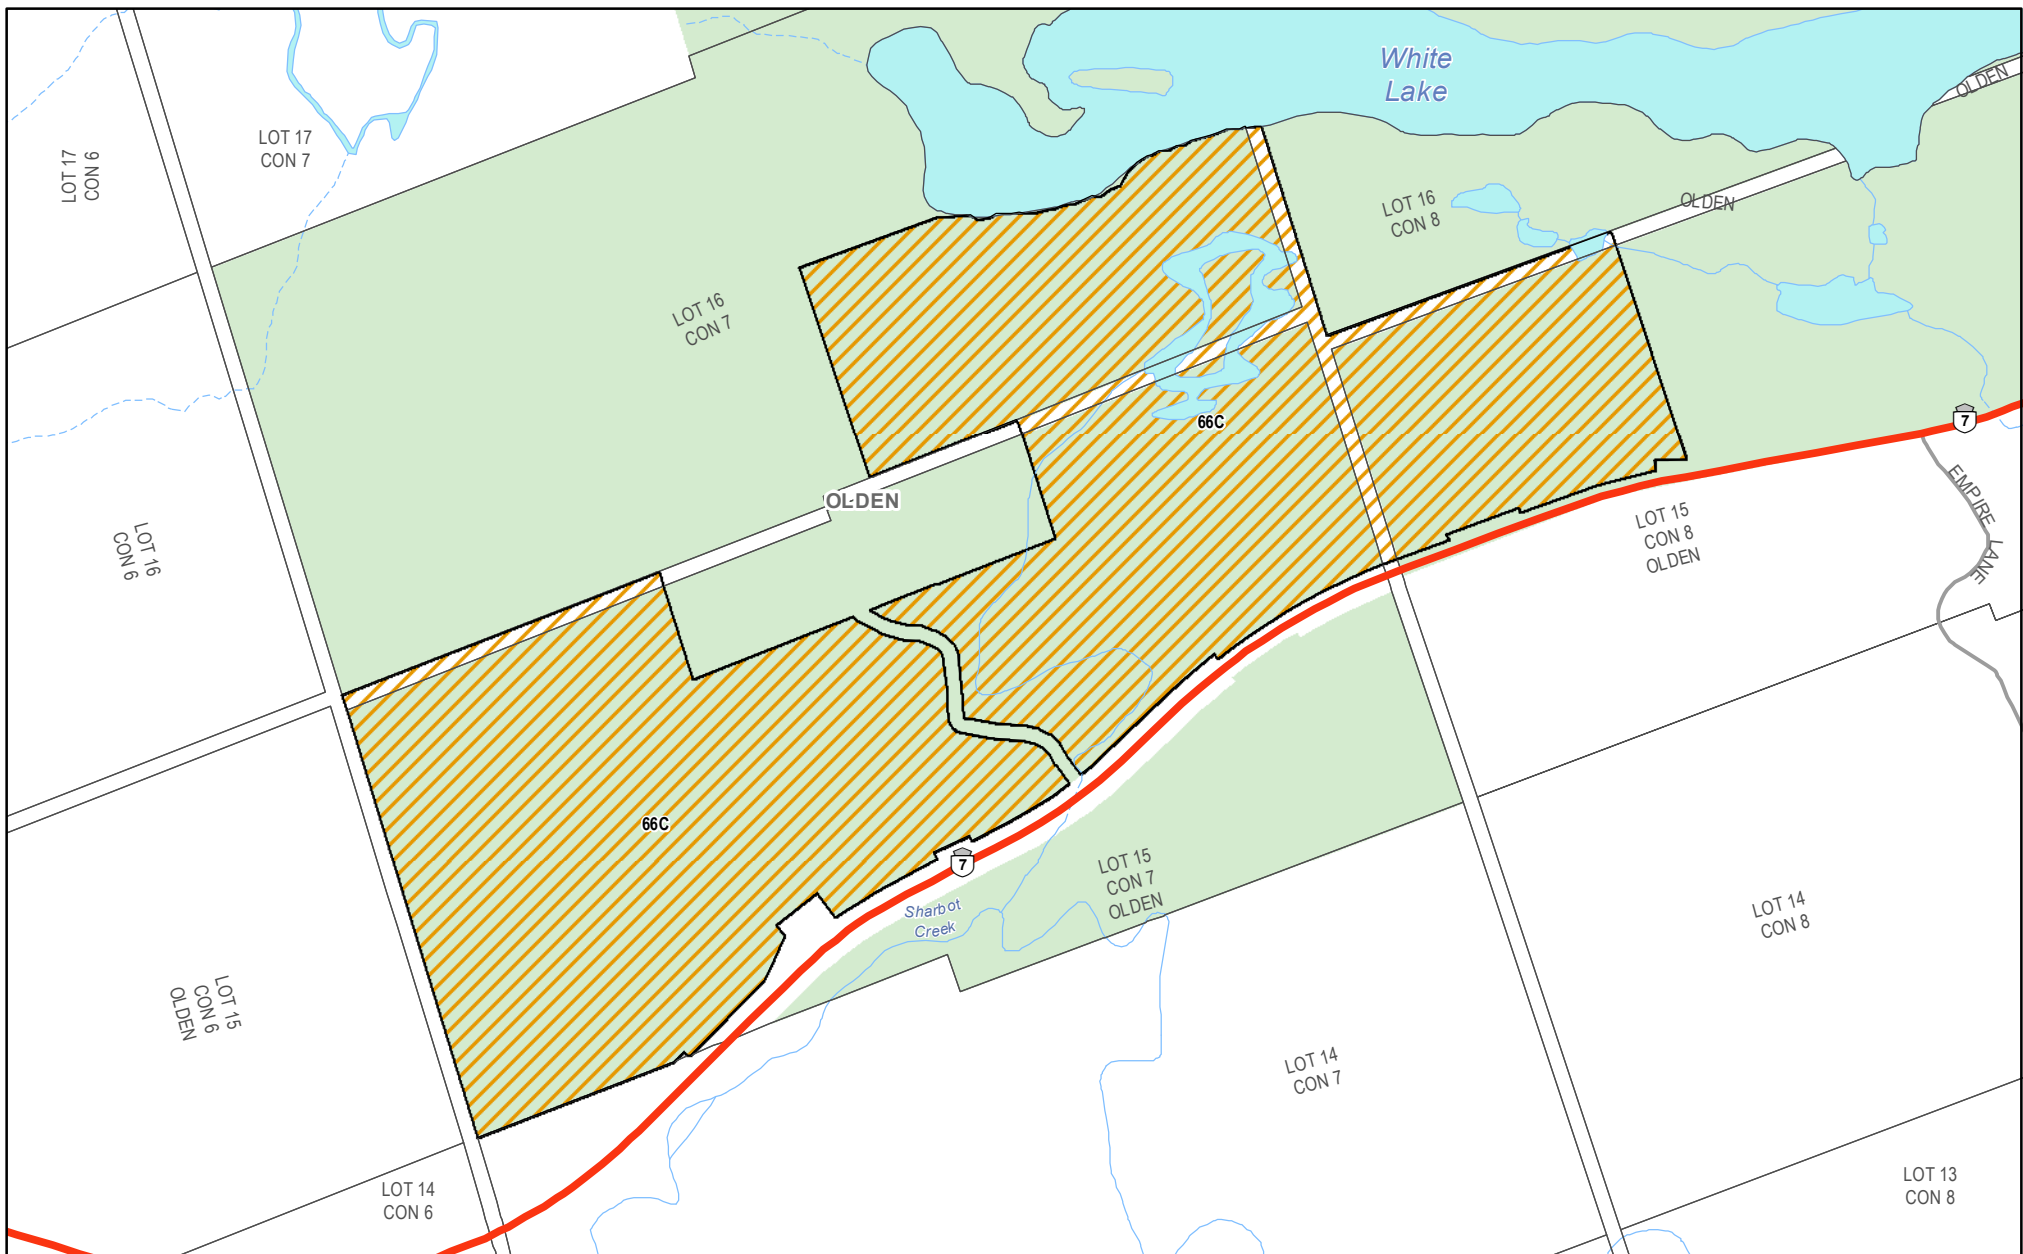 White
Lake
OLDEN
LOT 17
CON 7
LOT 17
CON 6
LOT 16
CON 8
OLDEN
LOT 16
CON 7
66C
7
OLDEN
EMPIRE LANE
LOT 15
CON 8
OLDEN
LOT 16
CON 6
66C
7
LOT 15
CON 7
OLDEN
Sharbot
Creek
LOT 14
CON 8
LOT 15
CON 6
OLDEN
LOT 14
CON 7
LOT 14
CON 6
LOT 13
CON 8